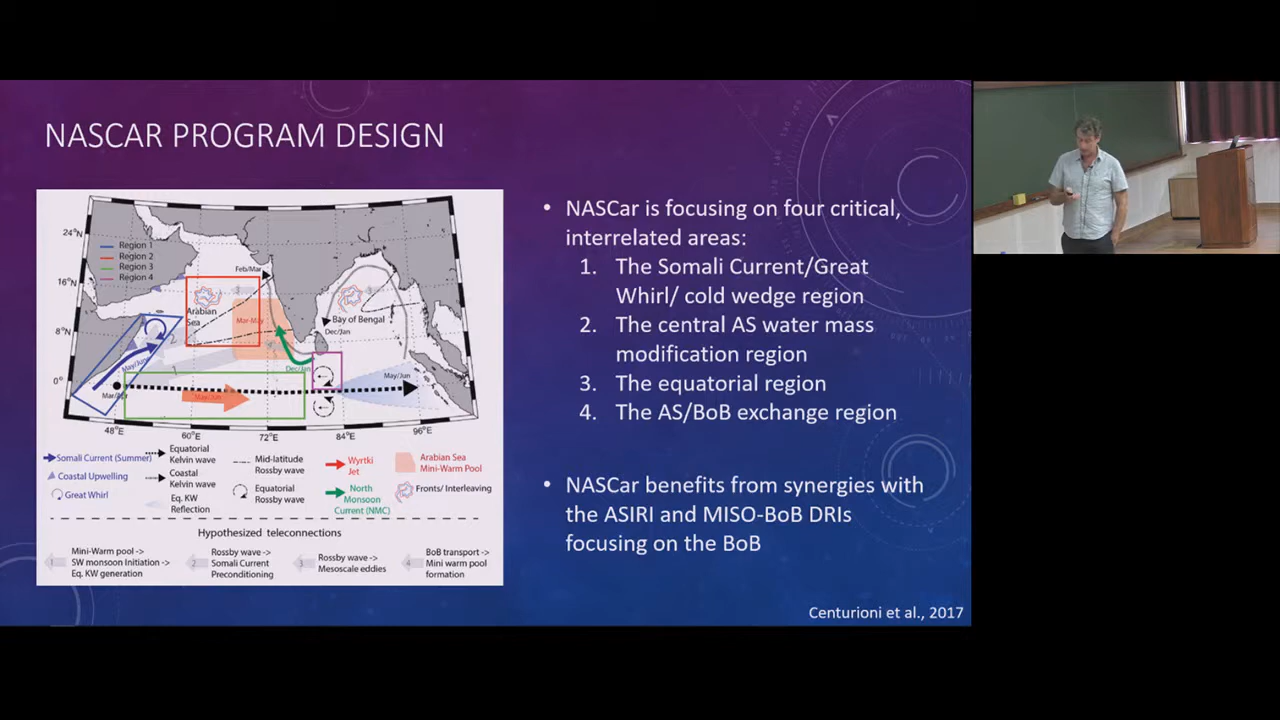 NASCAR PROGRAM DESIGN
24°N
16°N
8°N
0°
Region 1
Region 2
Region 3
Region 4
Feb/Mar
Arabian
Sea
Mar-May
Bay of Bengal
Dec/Jan
May/Jun
Dec/Jan
May/Jun
May/Jun
48°E
60°E
72°E
84°E
96°E
Somali Current (Summer)
Coastal Upwelling
Great Whirl
Equatorial
Kelvin wave
Coastal
Kelvin wave
Eq. KW
Reflection
Mid-latitude
Rossby wave
Equatorial
Rossby wave
Wyrtki
Jet
North
Monsoon
Current (NMC)
Arabian Sea
Mini-Warm Pool
Fronts/ Interleaving
Hypothesized teleconnections
1
Mini-Warm pool ->
SW monsoon Initiation ->
Eq. KW generation
2
Rossby wave ->
Somali Current
Preconditioning
3
Rossby wave ->
Mesoscale eddies
4
BoB transport ->
Mini warm pool
formation
• NASCar is focusing on four critical,
interrelated areas:
1. The Somali Current/Great
Whirl/ cold wedge region
2. The central AS water mass
modification region
3. The equatorial region
4. The AS/BoB exchange region
• NASCar benefits from synergies with
the ASIRI and MISO-BoB DRIs
focusing on the BoB
Centurioni et al., 2017